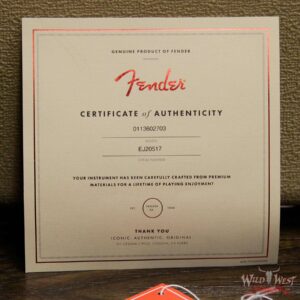 GENUINE PRODUCT OF FENDER
Fender
CERTIFICATE of AUTHENTICITY
0113602703
EJ20517
YOUR INSTRUMENT HAS BEEN CAREFULLY CRAFTED FROM PREMIUM
MATERIALS FOR A LIFETIME OF PLAYING ENJOYMENT
THANK YOU
ICONIC. AUTHENTIC. ORIGINAL
WILD WEST